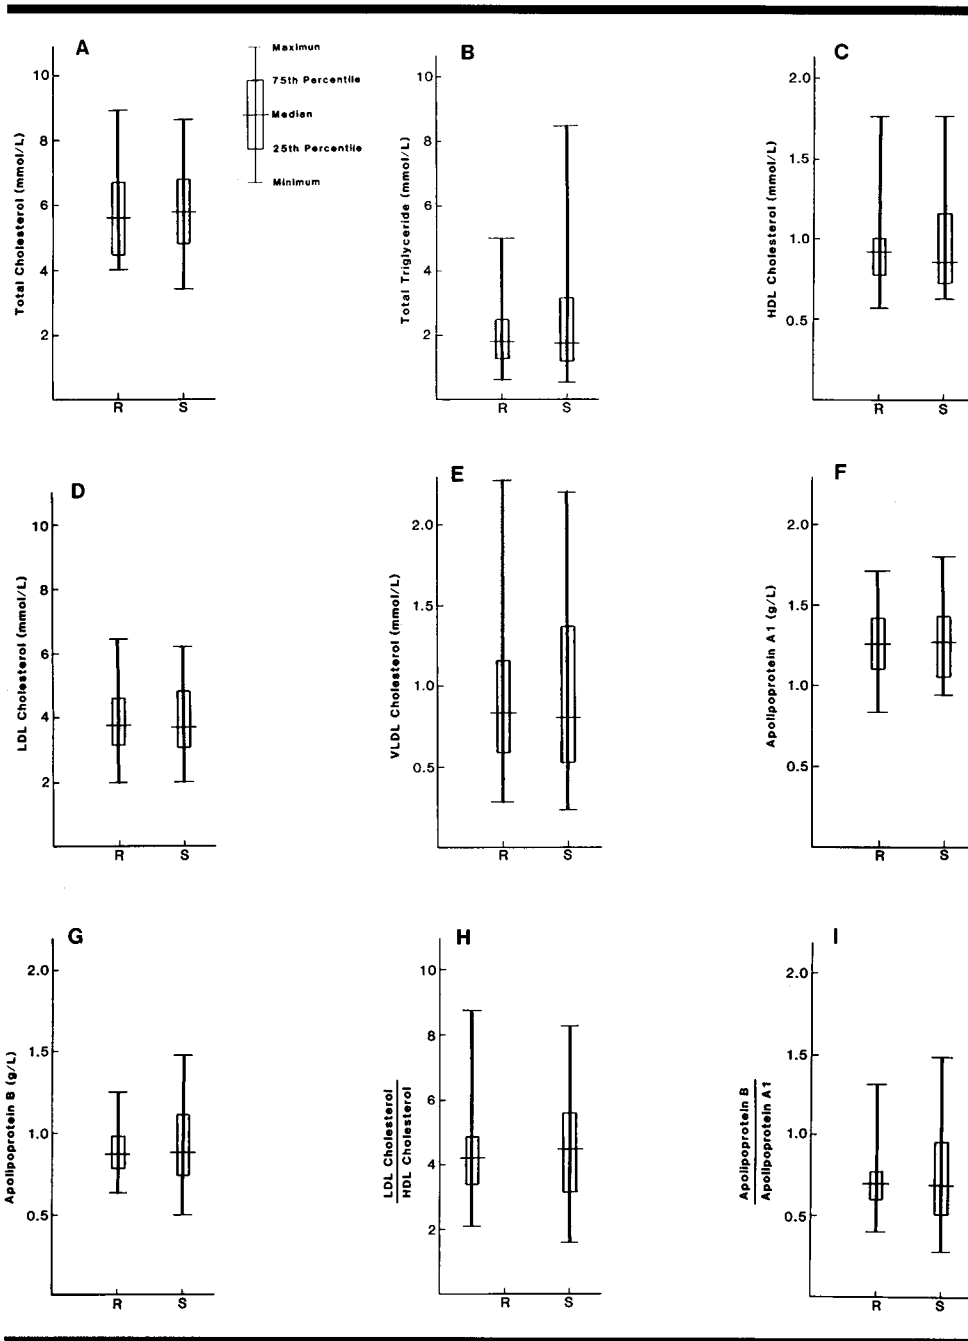 A
Maximun
75th Percentile
Median
25th Percentile
Minimum
Total Cholesterol (mmol/L)
10
8
6
4
2
R S
B
Total Triglyceride (mmol/L)
10
8
6
4
2
R S
C
HDL Cholesterol (mmol/L)
2.0
1.5
1.0
0.5
R S
D
LDL Cholesterol (mmol/L)
10
8
6
4
2
R S
E
VLDL Cholesterol (mmol/L)
2.0
1.5
1.0
0.5
R S
F
Apolipoprotein A1 (g/L)
2.0
1.5
1.0
0.5
R S
G
Apolipoprotein B (g/L)
2.0
1.5
1.0
0.5
R S
H
LDL Cholesterol
HDL Cholesterol
10
8
6
4
2
R S
I
Apolipoprotein B
Apolipoprotein A1
2.0
1.5
1.0
0.5
R S